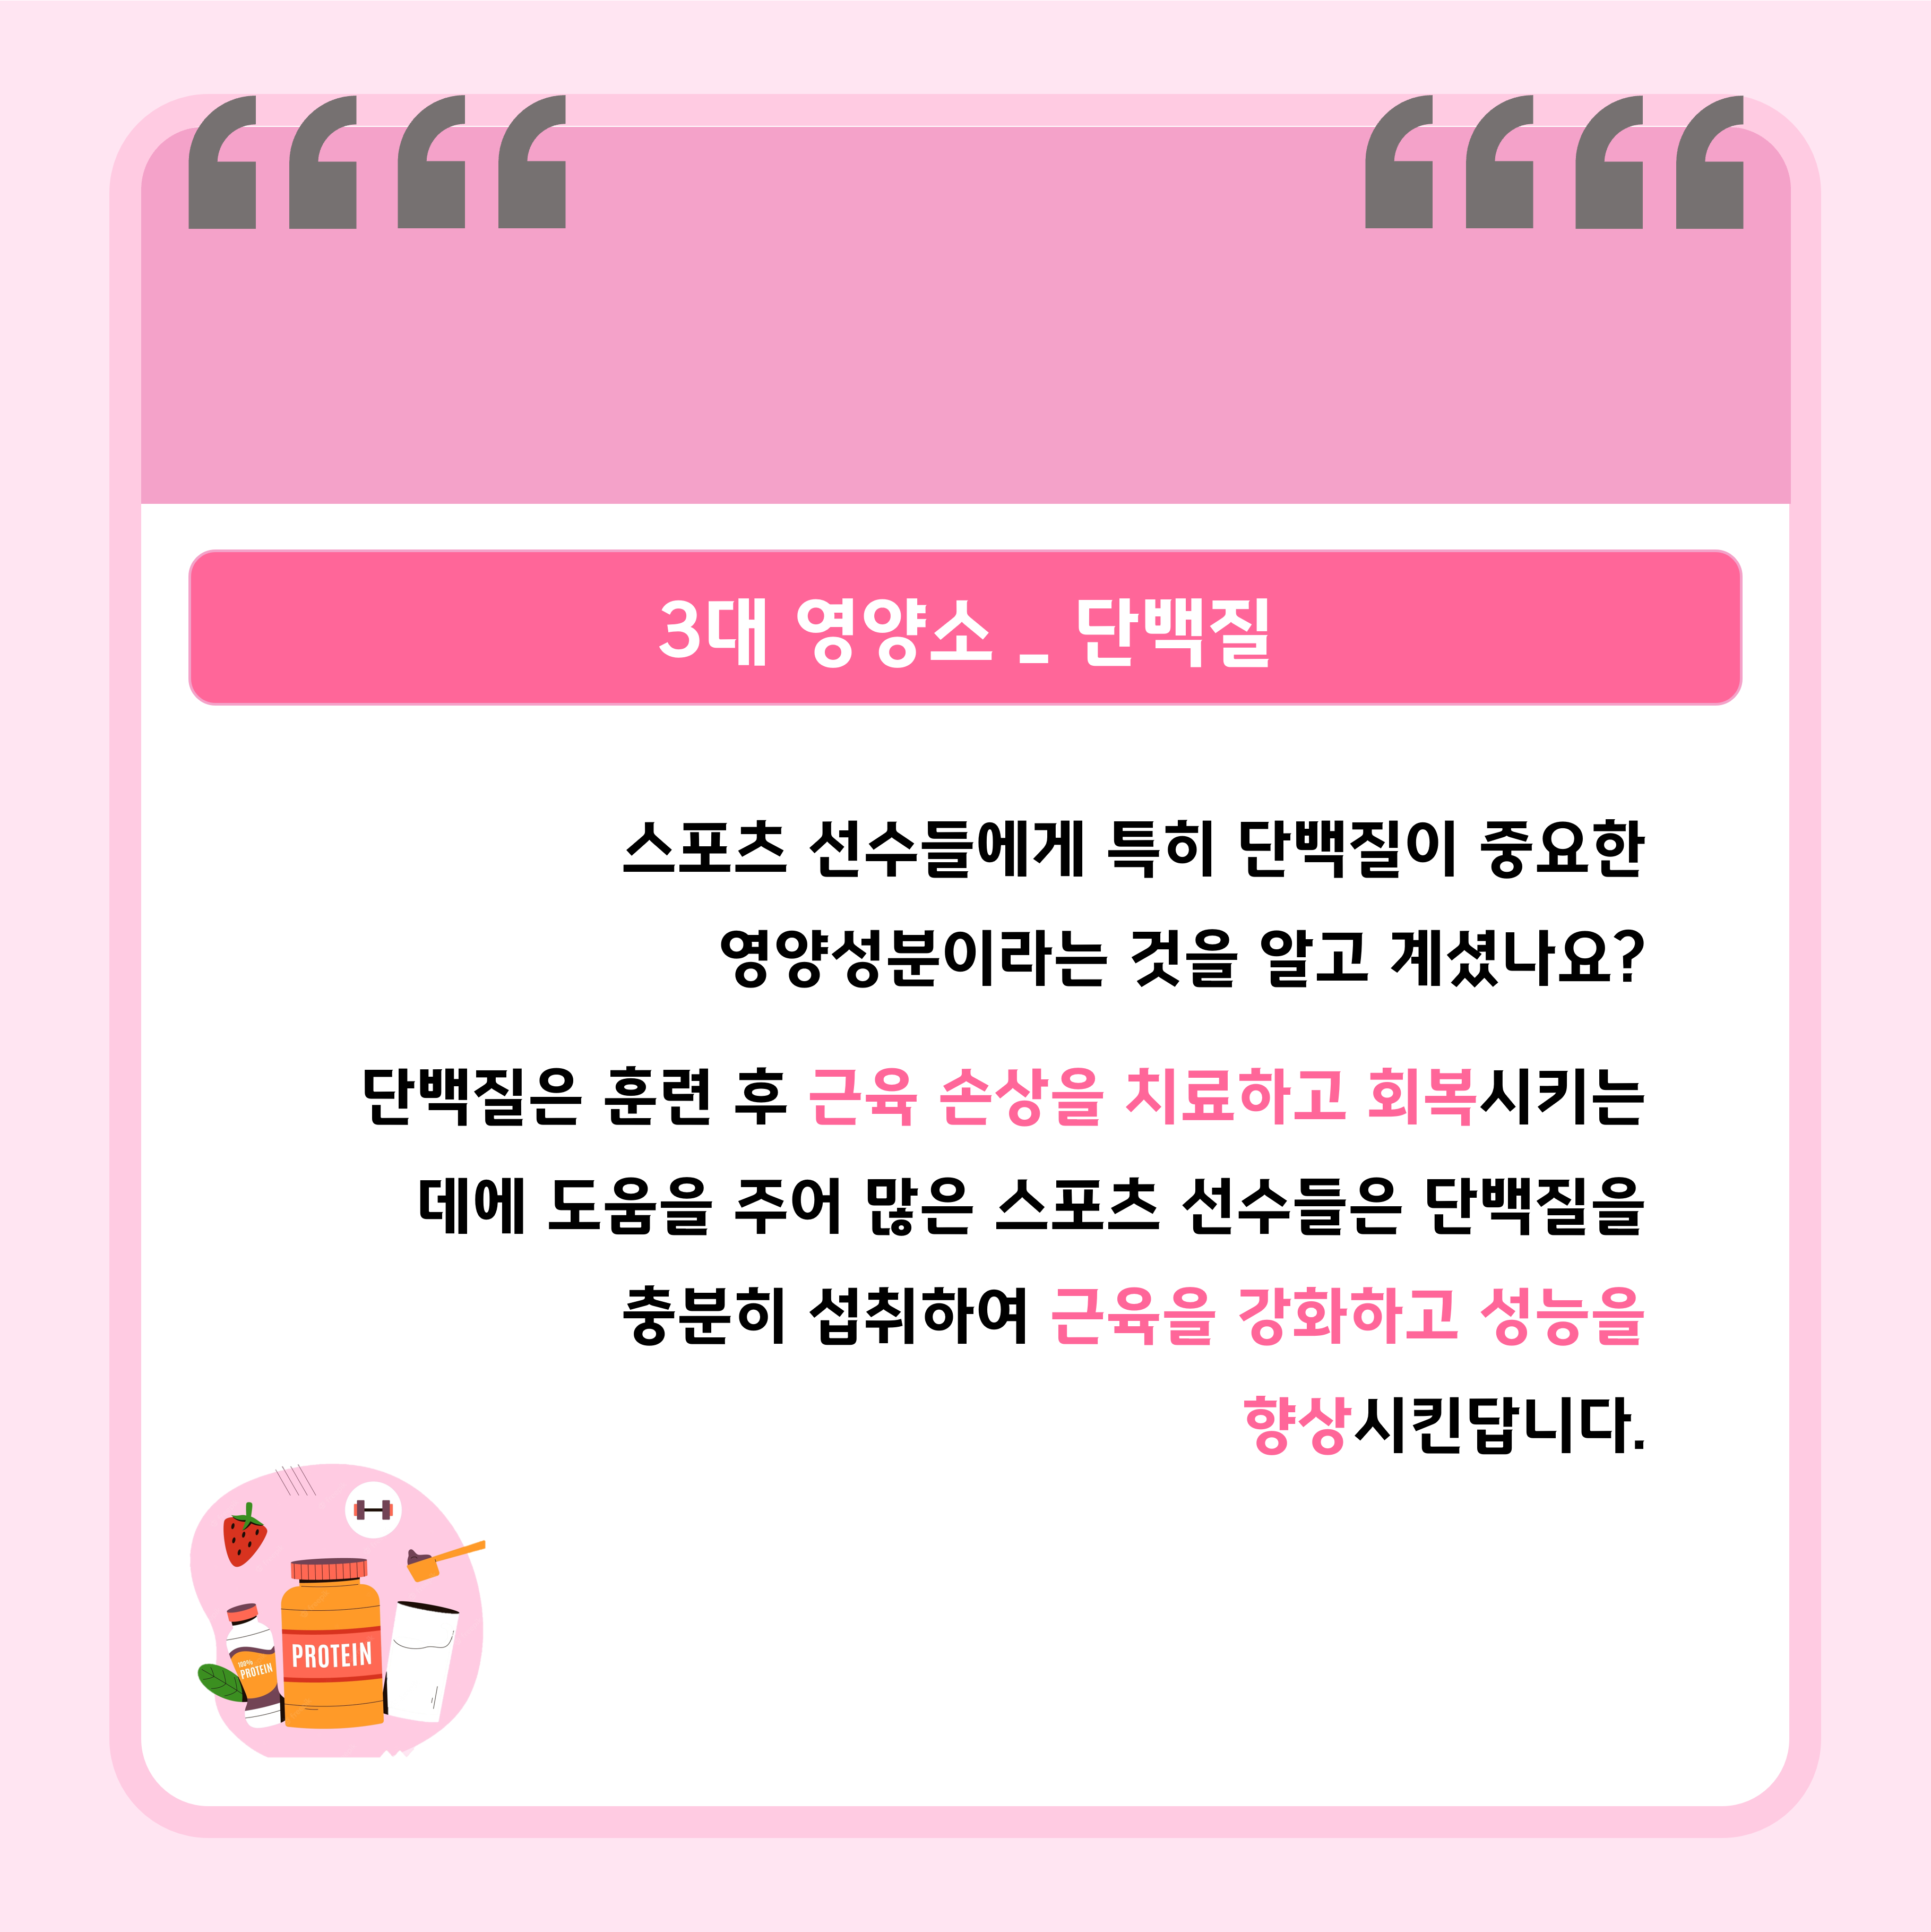 3대 영양소 _ 단백질
스포츠 선수들에게 특히 단백질이 중요한
영양성분이라는 것을 알고 계셨나요?
단백질은 훈련 후 근육 손상을 치료하고 회복시키는
데에 도움을 주어 많은 스포츠 선수들은 단백질을
충분히 섭취하여 근육을 강화하고 성능을
향상시킨답니다.
100%
PROTEIN
PROTEIN